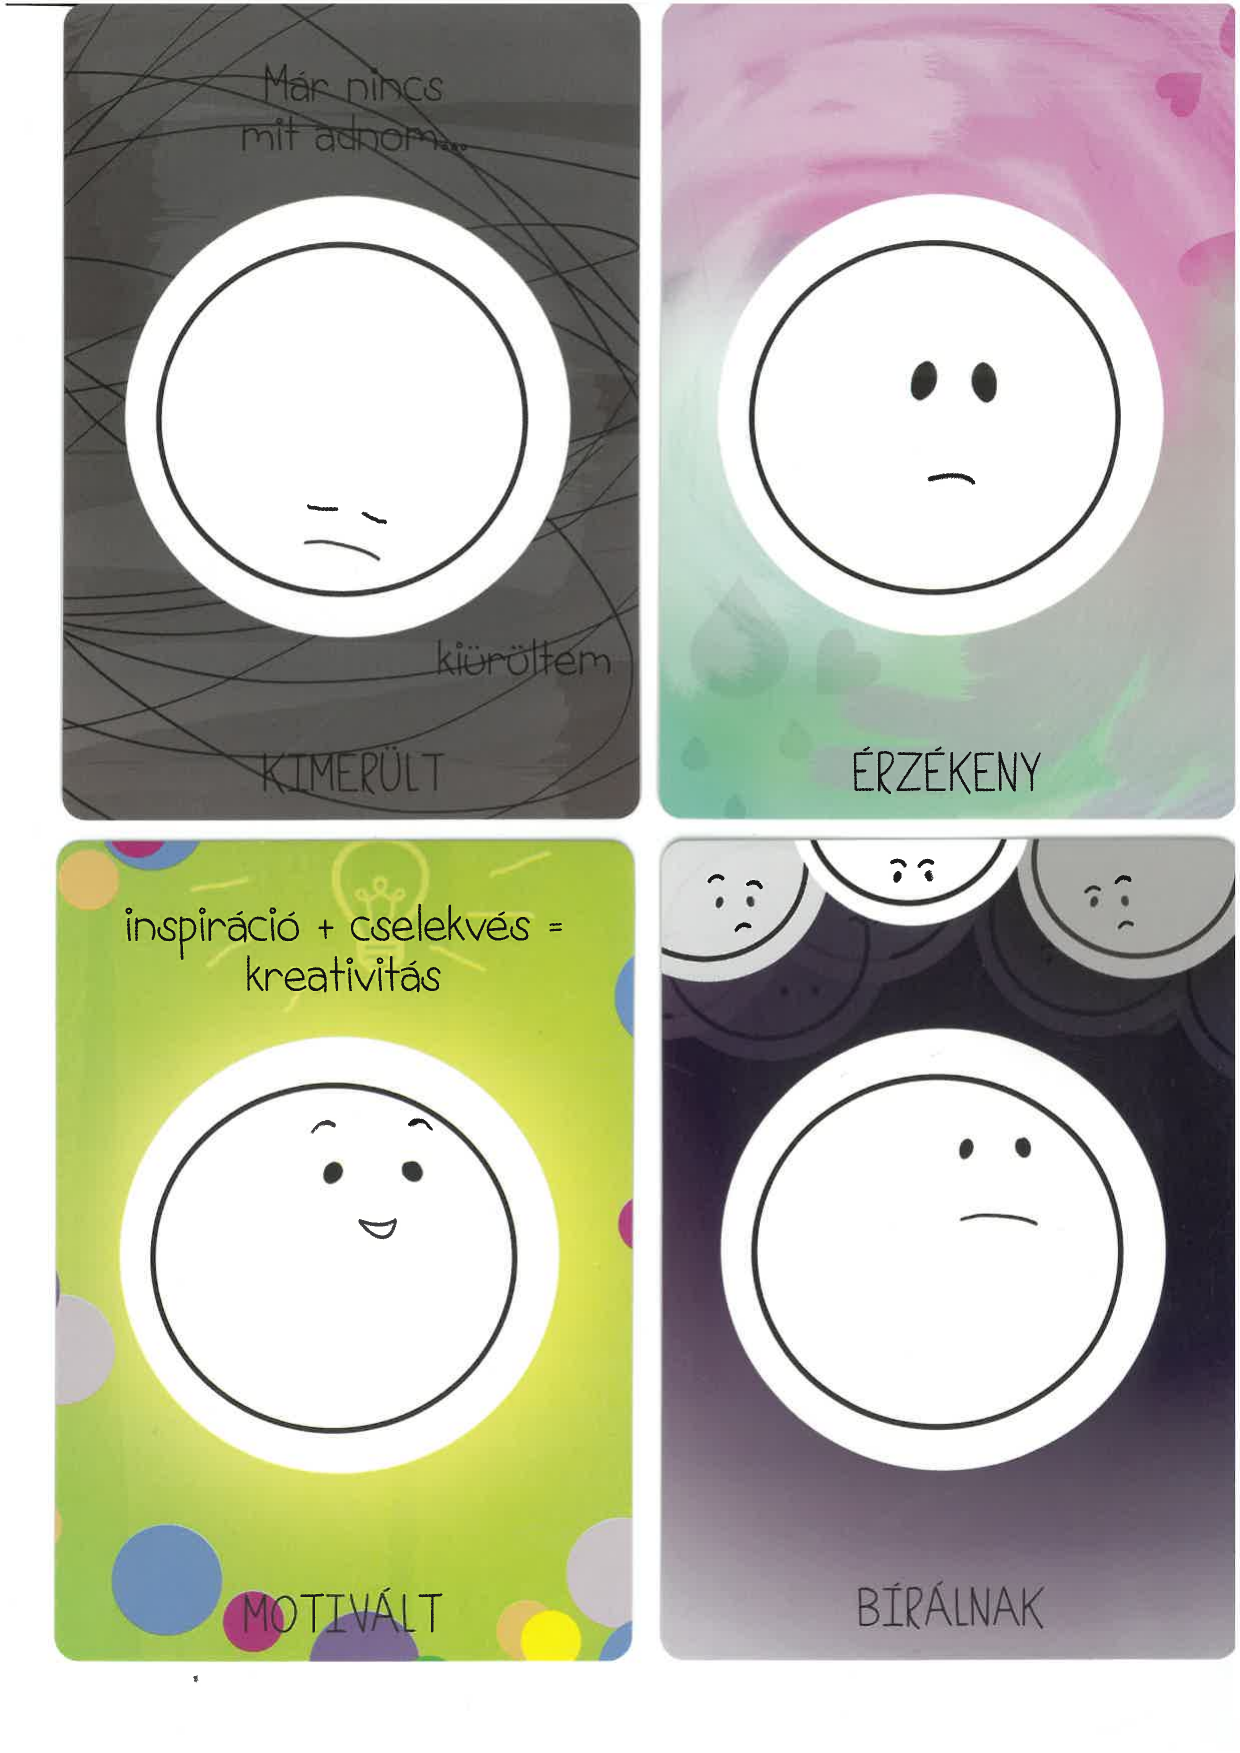 Már nincs
mit adnom...
kiürültem
KIMERÜLT
ÉRZÉKENY
inspiráció + cselekvés =
kreativitás
MOTIVÁLT
BÍRÁLNAK